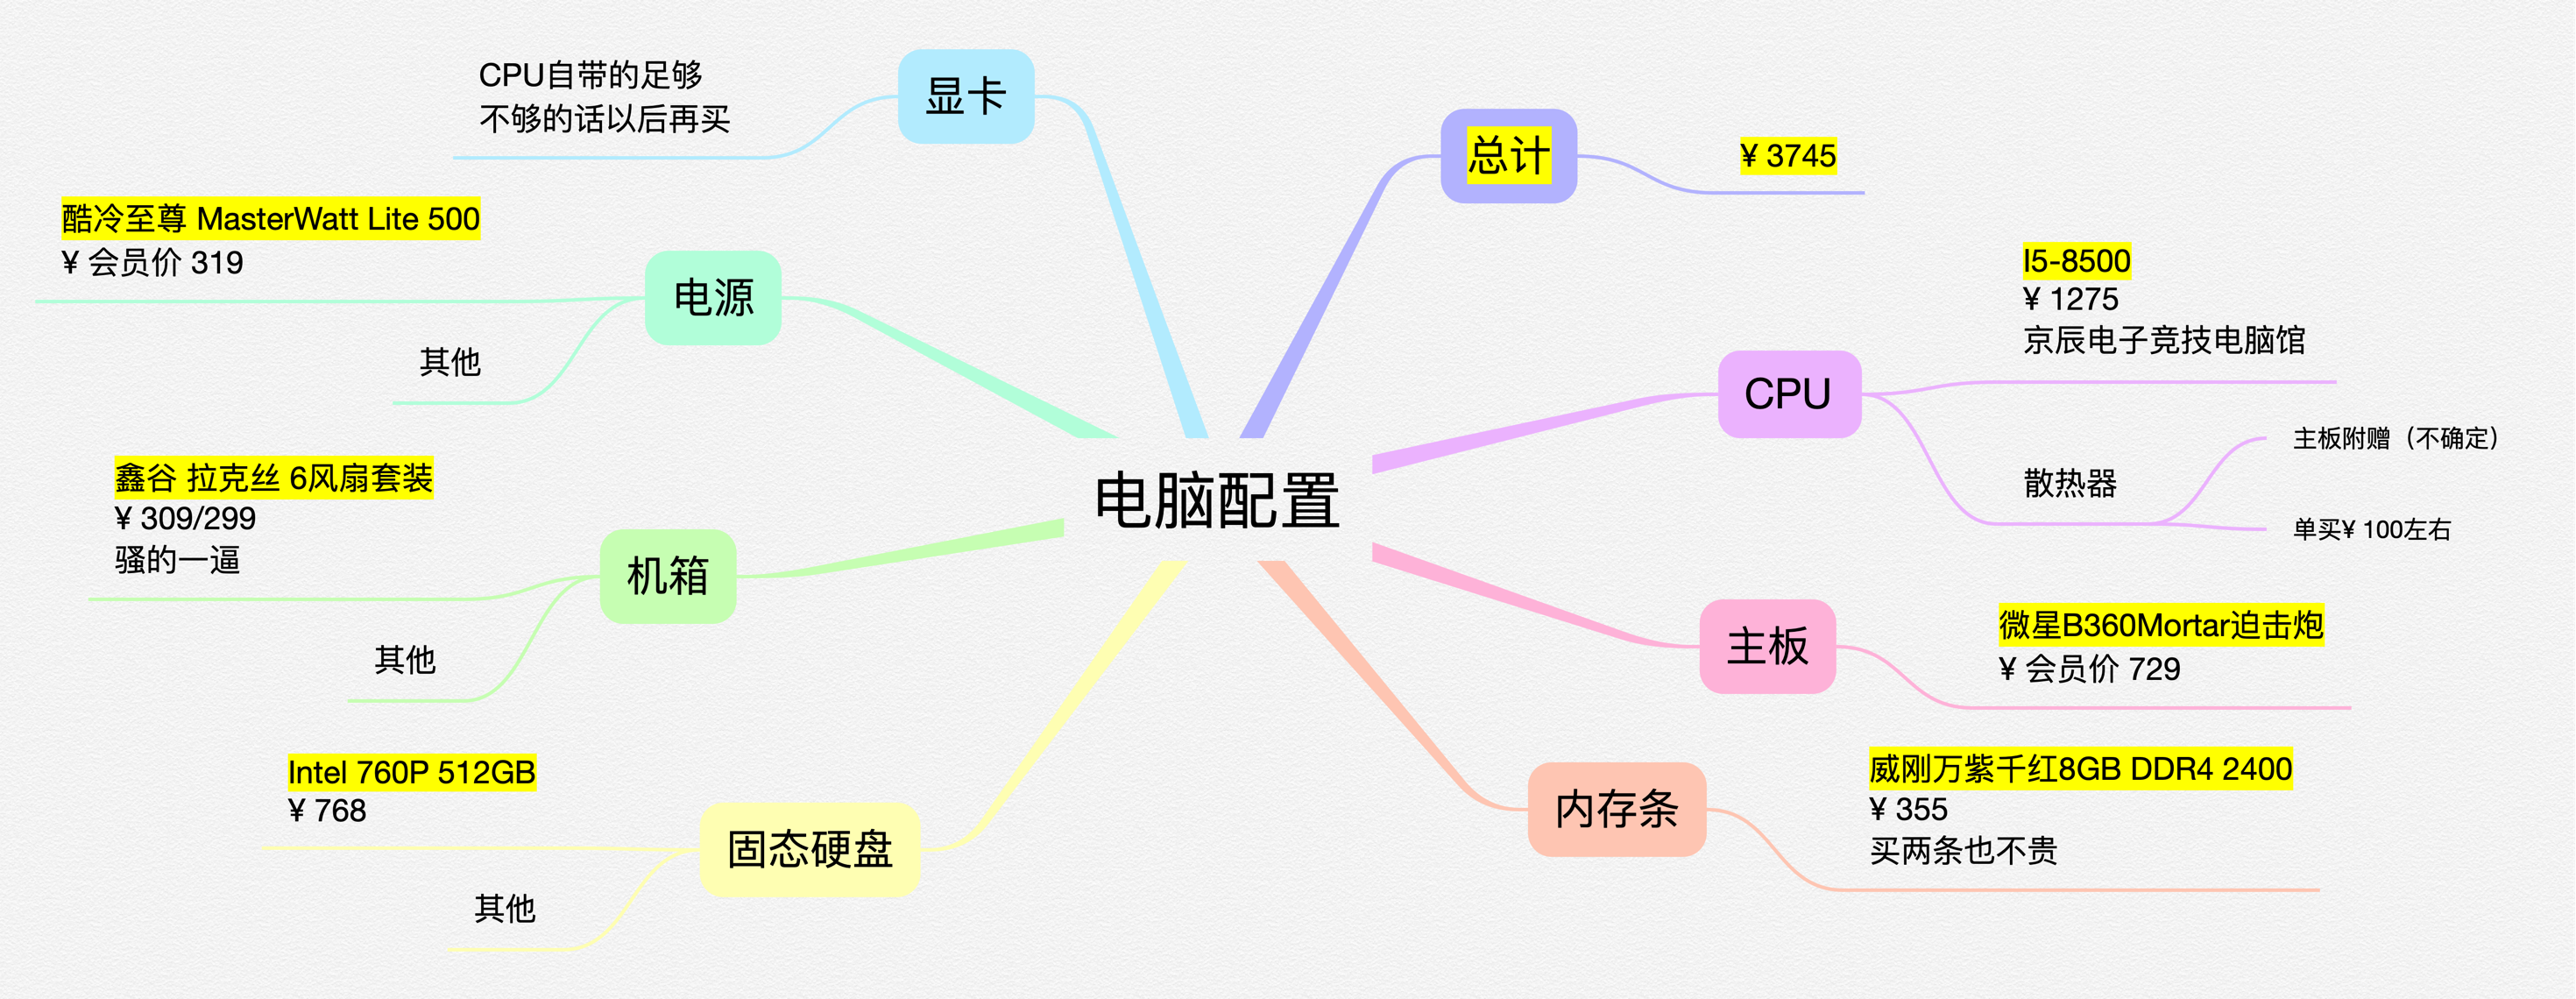 电脑配置
总计
¥ 3745
CPU
I5-8500
¥ 1275
京辰电子竞技电脑馆
散热器
主板附赠（不确定）
单买¥ 100左右
主板
微星B360Mortar迫击炮
¥ 会员价 729
内存条
威刚万紫千红8GB DDR4 2400
¥ 355
买两条也不贵
显卡
CPU自带的足够
不够的话以后再买
电源
酷冷至尊 MasterWatt Lite 500
¥ 会员价 319
其他
机箱
鑫谷 拉克丝 6风扇套装
¥ 309/299
骚的一逼
其他
固态硬盘
Intel 760P 512GB
¥ 768
其他